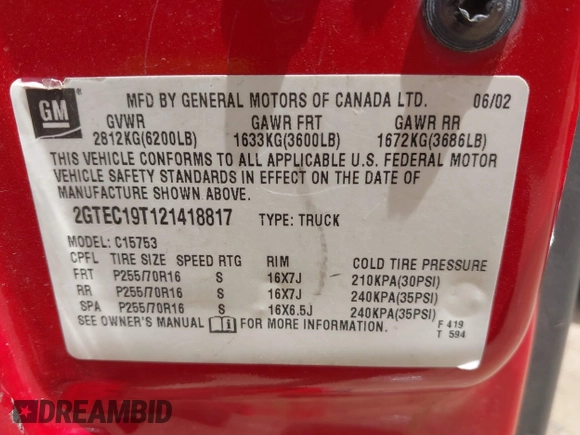 GM
MFD BY GENERAL MOTORS OF CANADA LTD. 06/02
GVWR GAWR FRT GAWR RR
2812KG(6200LB) 1633KG(3600LB) 1672KG(3686LB)
THIS VEHICLE CONFORMS TO ALL APPLICABLE U.S. FEDERAL MOTOR
VEHICLE SAFETY STANDARDS IN EFFECT ON THE DATE OF
MANUFACTURE SHOWN ABOVE.
2GTEC19T121418817 TYPE: TRUCK
MODEL: C15753
CPFL TIRE SIZE SPEED RTG RIM COLD TIRE PRESSURE
FRT P255/70R16 S 16X7J 210KPA(30PSI)
RR P255/70R16 S 16X7J 240KPA(35PSI)
SPA P255/70R16 S 16X6.5J 240KPA(35PSI)
SEE OWNER'S MANUAL i FOR MORE INFORMATION.
F 419
T 594
DREAMBID